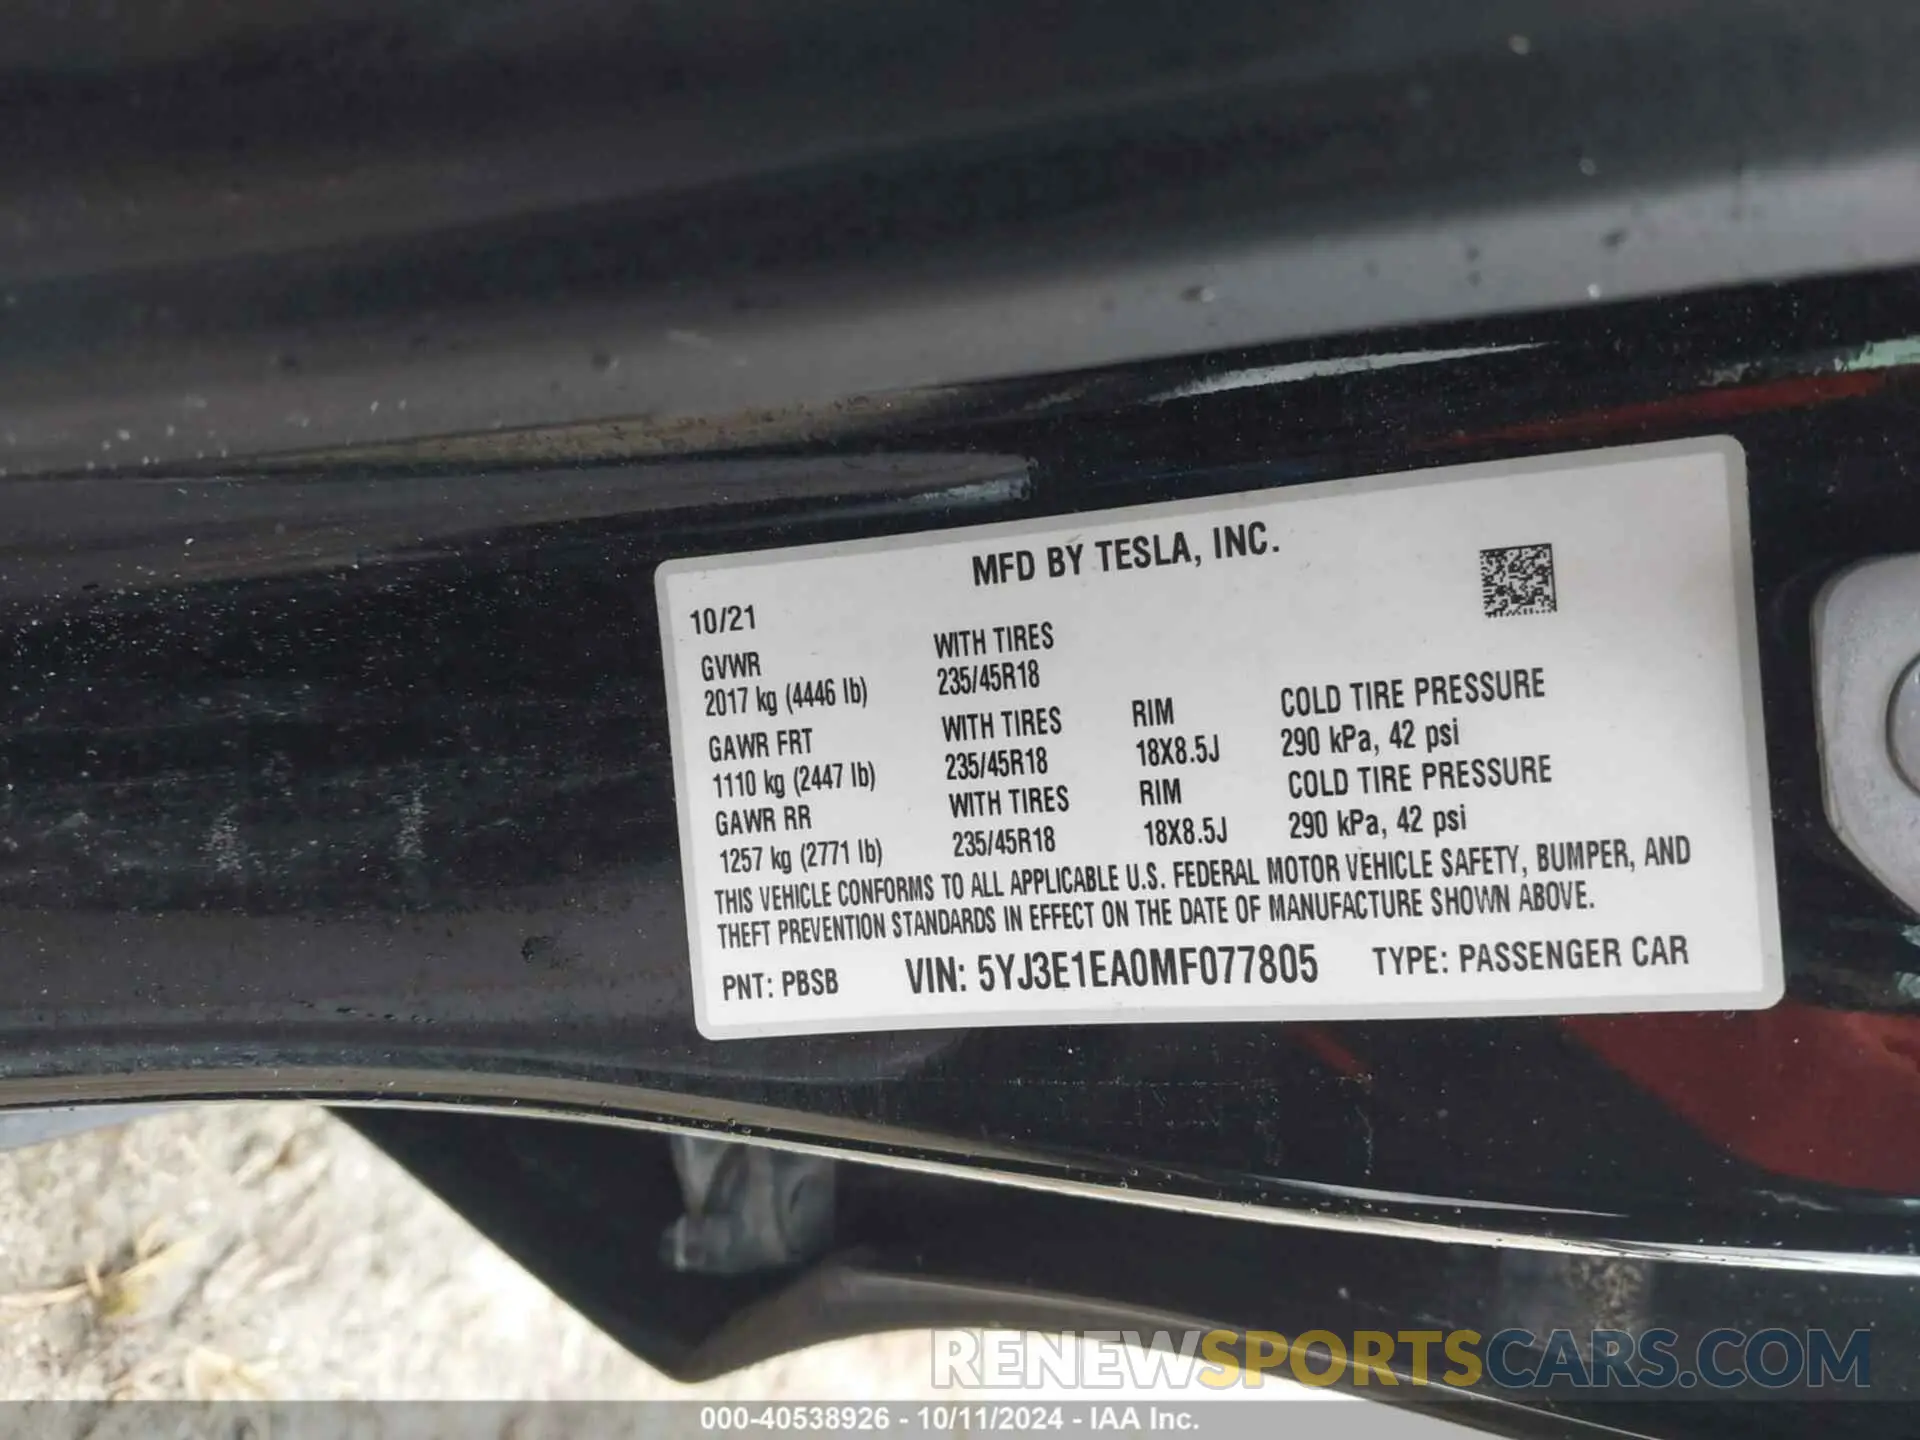 MFD BY TESLA, INC.
10/21
GVWR WITH TIRES
2017 kg (4446 lb) 235/45R18
GAWR FRT WITH TIRES RIM COLD TIRE PRESSURE
1110 kg (2447 lb) 235/45R18 18X8.5J 290 kPa, 42 psi
GAWR RR WITH TIRES RIM COLD TIRE PRESSURE
1257 kg (2771 lb) 235/45R18 18X8.5J 290 kPa, 42 psi
THIS VEHICLE CONFORMS TO ALL APPLICABLE U.S. FEDERAL MOTOR VEHICLE SAFETY, BUMPER, AND
THEFT PREVENTION STANDARDS IN EFFECT ON THE DATE OF MANUFACTURE SHOWN ABOVE.
PNT: PBSB VIN: 5YJ3E1EA0MF077805 TYPE: PASSENGER CAR
RENEWSPORTSCARS.COM
000-40538926 - 10/11/2024 - IAA Inc.